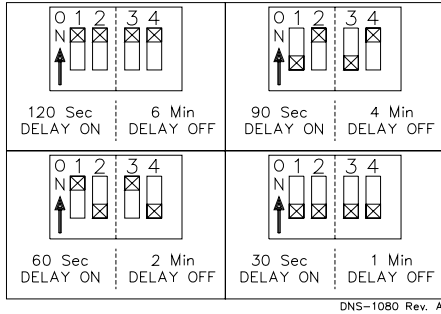 O 1 2 3 4
N
120 Sec 6 Min
DELAY ON DELAY OFF
O 1 2 3 4
N
90 Sec 4 Min
DELAY ON DELAY OFF
O 1 2 3 4
N
60 Sec 2 Min
DELAY ON DELAY OFF
O 1 2 3 4
N
30 Sec 1 Min
DELAY ON DELAY OFF
DNS-1080 Rev. A